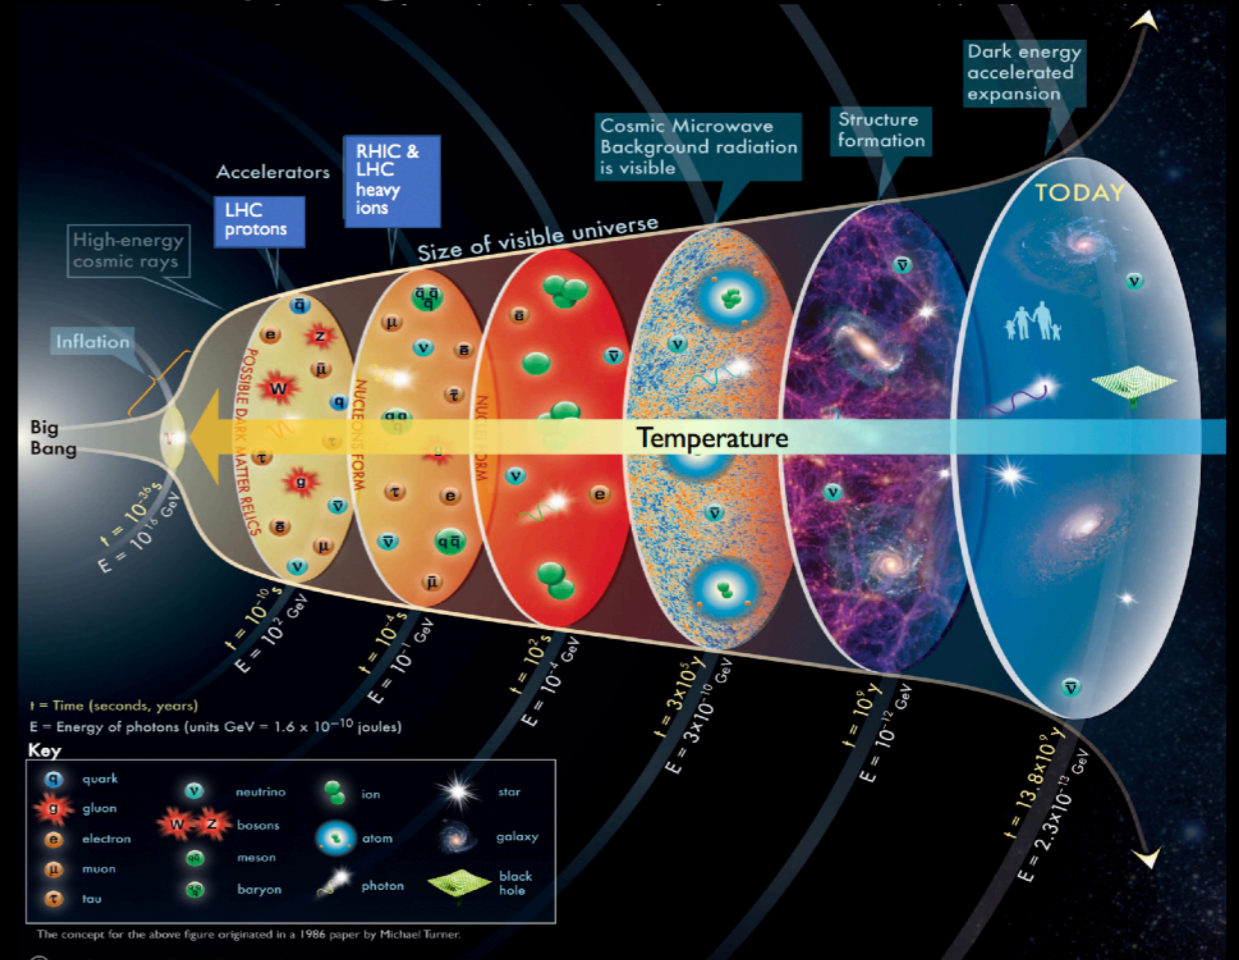 Dark energy
accelerated
expansion
Structure
formation
Cosmic Microwave
Background radiation
is visible
RHIC &
LHC
heavy
ions
Accelerators
LHC
protons
High-energy
cosmic rays
Inflation
Size of visible universe
TODAY
Big
Bang
Temperature
POSSIBLE DARK MATTER RELICS
NUCLEONS FORM
NUCLEI FORM
q̅
e
Z
μ̅
W
q
τ
τ
g
ν̅
e̅
μ
ν
q̅q̅
q̅
μ
ν
e̅
τ̅
qq
g
τ
e
ν̅
qq̅
μ̅
e̅
ν̅
ν
e
ν
ν̅
ν̅
ν
ν
ν̅
t = 10⁻³⁶ s
E = 10¹⁶ GeV
t = 10⁻¹⁰ s
E = 10² GeV
t = 10⁻⁴ s
E = 10⁻¹ GeV
t = 10² s
E = 10⁻⁴ GeV
t = 3x10⁵ y
E = 3x10⁻¹⁰ GeV
t = 10⁹ y
E = 10⁻¹² GeV
t = 13.8x10⁹ y
E = 2.3x10⁻¹³ GeV
t = Time (seconds, years)
E = Energy of photons (units GeV = 1.6 x 10⁻¹⁰ joules)
Key
q quark
g gluon
e electron
μ muon
τ tau
ν neutrino
W Z bosons
qq̅ meson
baryon
ion
atom
photon
star
galaxy
black
hole
The concept for the above figure originated in a 1986 paper by Michael Turner.